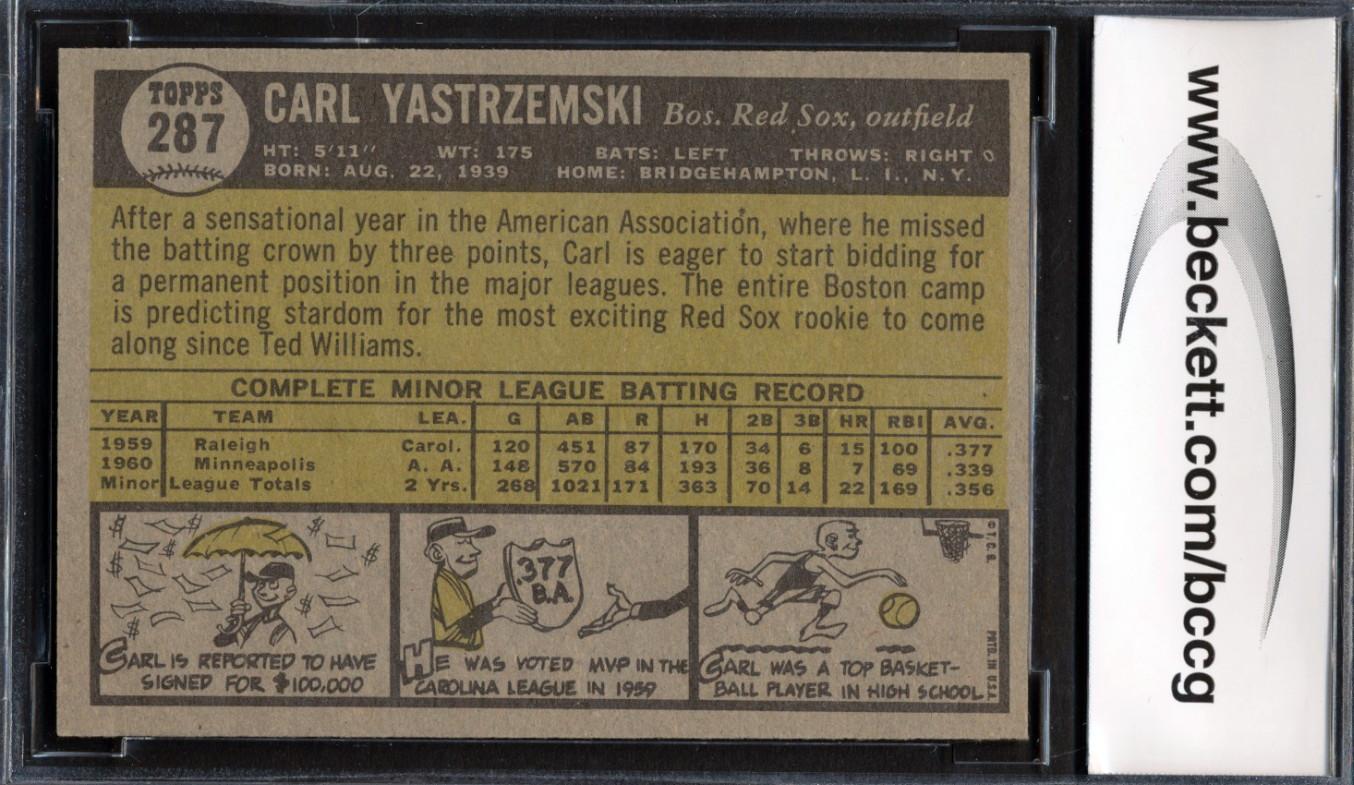 TOPPS
287
CARL YASTRZEMSKI Bos. Red Sox, outfield
HT: 5'11" WT: 175 BATS: LEFT THROWS: RIGHT
BORN: AUG. 22, 1939 HOME: BRIDGEHAMPTON, L. I., N. Y.
After a sensational year in the American Association, where he missed
the batting crown by three points, Carl is eager to start bidding for
a permanent position in the major leagues. The entire Boston camp
is predicting stardom for the most exciting Red Sox rookie to come
along since Ted Williams.
COMPLETE MINOR LEAGUE BATTING RECORD
YEAR TEAM LEA. G AB R H 2B 3B HR RBI AVG.
1959 Raleigh Carol. 120 451 87 170 34 6 15 100 .377
1960 Minneapolis A. A. 148 570 84 193 36 8 7 69 .339
Minor League Totals 2 Yrs. 268 1021 171 363 70 14 22 169 .356
$ $ $ $ $ $
CARL IS REPORTED TO HAVE
SIGNED FOR $100,000
.377
B.A.
HE WAS VOTED MVP IN THE
CAROLINA LEAGUE IN 1959
CARL WAS A TOP BASKET-
BALL PLAYER IN HIGH SCHOOL
© T. C. G.
PRTD. IN U.S.A.
www.beckett.com/bccg